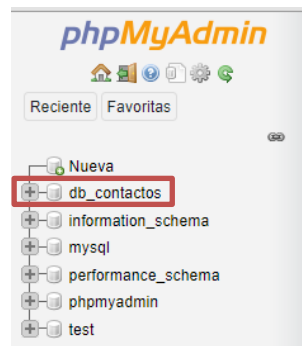 phpMyAdmin
Reciente Favoritas
Nueva
db_contactos
information_schema
mysql
performance_schema
phpmyadmin
test